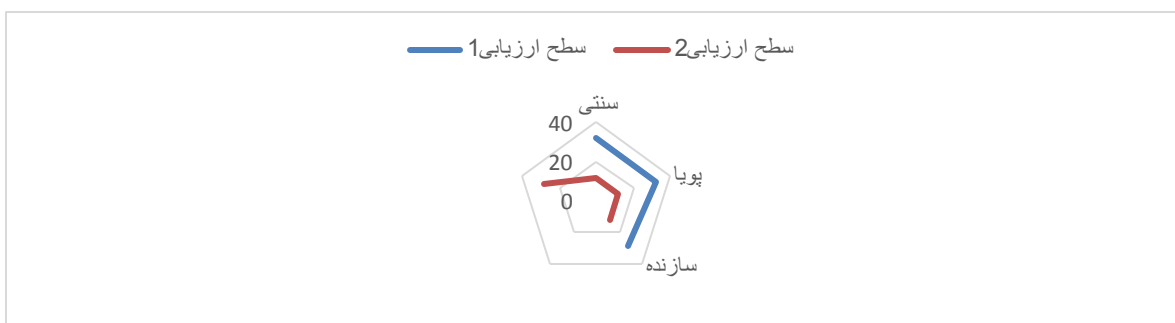 سطح ارزیابی1 سطح ارزیابی2
سنتی
40
20
0
پویا
سازنده